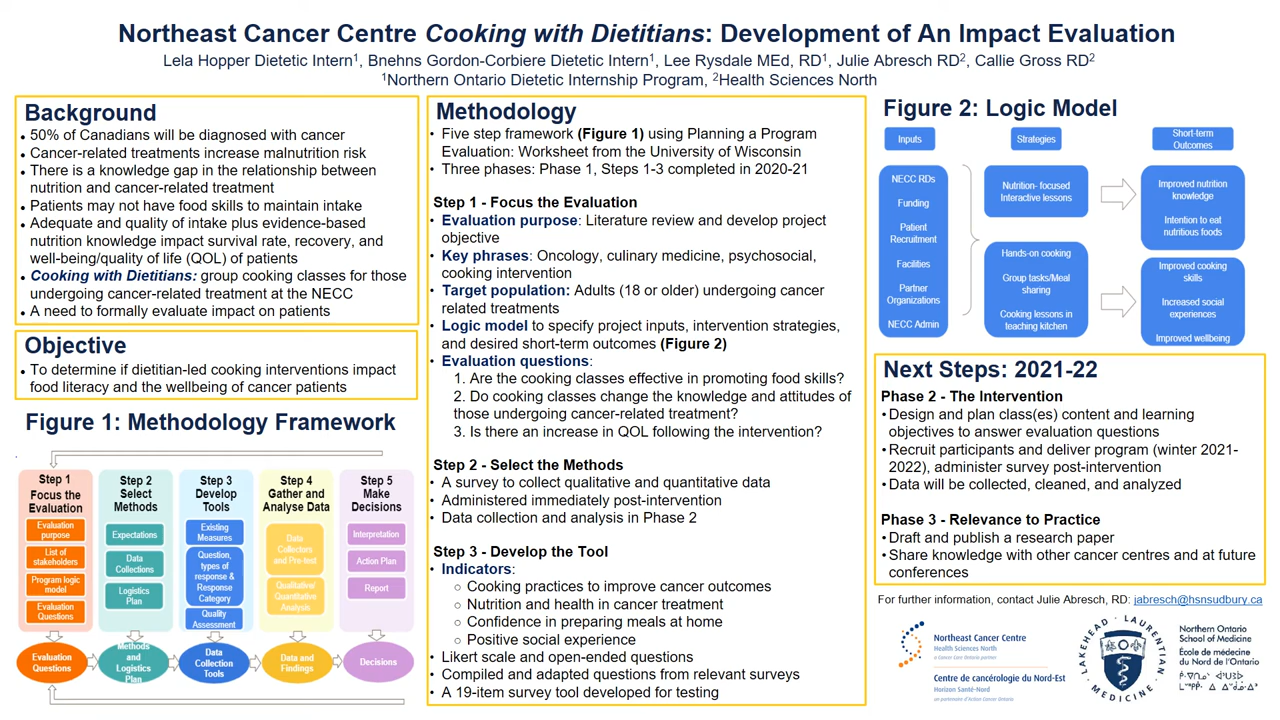 Northeast Cancer Centre Cooking with Dietitians: Development of An Impact Evaluation
Lela Hopper Dietetic Intern¹, Bnehns Gordon-Corbiere Dietetic Intern¹, Lee Rysdale MEd, RD¹, Julie Abresch RD², Callie Gross RD²
¹Northern Ontario Dietetic Internship Program, ²Health Sciences North
Background
• 50% of Canadians will be diagnosed with cancer
• Cancer-related treatments increase malnutrition risk
• There is a knowledge gap in the relationship between
nutrition and cancer-related treatment
• Patients may not have food skills to maintain intake
• Adequate and quality of intake plus evidence-based
nutrition knowledge impact survival rate, recovery, and
well-being/quality of life (QOL) of patients
• Cooking with Dietitians: group cooking classes for those
undergoing cancer-related treatment at the NECC
• A need to formally evaluate impact on patients
Objective
• To determine if dietitian-led cooking interventions impact
food literacy and the wellbeing of cancer patients
Figure 1: Methodology Framework
Step 1
Focus the
Evaluation
Evaluation
purpose
List of
stakeholders
Program logic
model
Evaluation
Questions
Evaluation
Questions
Step 2
Select
Methods
Expectations
Data
Collections
Logistics
Plan
Methods
and
Logistics
Plan
Step 3
Develop
Tools
Existing
Measures
Question,
types of
response &
Response
Category
Quality
Assessment
Data
Collection
Tools
Step 4
Gather and
Analyse Data
Data
Collectors
and Pre-test
Qualitative/
Quantitative
Analysis
Data and
Findings
Step 5
Make
Decisions
Interpretation
Action Plan
Report
Decisions
Methodology
• Five step framework (Figure 1) using Planning a Program
Evaluation: Worksheet from the University of Wisconsin
• Three phases: Phase 1, Steps 1-3 completed in 2020-21
Step 1 - Focus the Evaluation
• Evaluation purpose: Literature review and develop project
objective
• Key phrases: Oncology, culinary medicine, psychosocial,
cooking intervention
• Target population: Adults (18 or older) undergoing cancer
related treatments
• Logic model to specify project inputs, intervention strategies,
and desired short-term outcomes (Figure 2)
• Evaluation questions:
1. Are the cooking classes effective in promoting food skills?
2. Do cooking classes change the knowledge and attitudes of
those undergoing cancer-related treatment?
3. Is there an increase in QOL following the intervention?
Step 2 - Select the Methods
• A survey to collect qualitative and quantitative data
• Administered immediately post-intervention
• Data collection and analysis in Phase 2
Step 3 - Develop the Tool
• Indicators:
○ Cooking practices to improve cancer outcomes
○ Nutrition and health in cancer treatment
○ Confidence in preparing meals at home
○ Positive social experience
• Likert scale and open-ended questions
• Compiled and adapted questions from relevant surveys
• A 19-item survey tool developed for testing
Figure 2: Logic Model
Inputs
NECC RDs
Funding
Patient
Recruitment
Facilities
Partner
Organizations
NECC Admin
Strategies
Nutrition- focused
Interactive lessons
Hands-on cooking
Group tasks/Meal
sharing
Cooking lessons in
teaching kitchen
Short-term
Outcomes
Improved nutrition
knowledge
Intention to eat
nutritious foods
Improved cooking
skills
Increased social
experiences
Improved wellbeing
Next Steps: 2021-22
Phase 2 - The Intervention
• Design and plan class(es) content and learning
objectives to answer evaluation questions
• Recruit participants and deliver program (winter 2021-
2022), administer survey post-intervention
• Data will be collected, cleaned, and analyzed
Phase 3 - Relevance to Practice
• Draft and publish a research paper
• Share knowledge with other cancer centres and at future
conferences
For further information, contact Julie Abresch, RD: jabresch@hsnsudbury.ca
Northeast Cancer Centre
Health Sciences North
a Cancer Care Ontario partner
Centre de cancérologie du Nord-Est
Horizon Santé-Nord
un partenaire d'Action Cancer Ontario
LAKEHEAD · LAURENTIAN
MEDICINE
Northern Ontario
School of Medicine
École de médecine
du Nord de l'Ontario